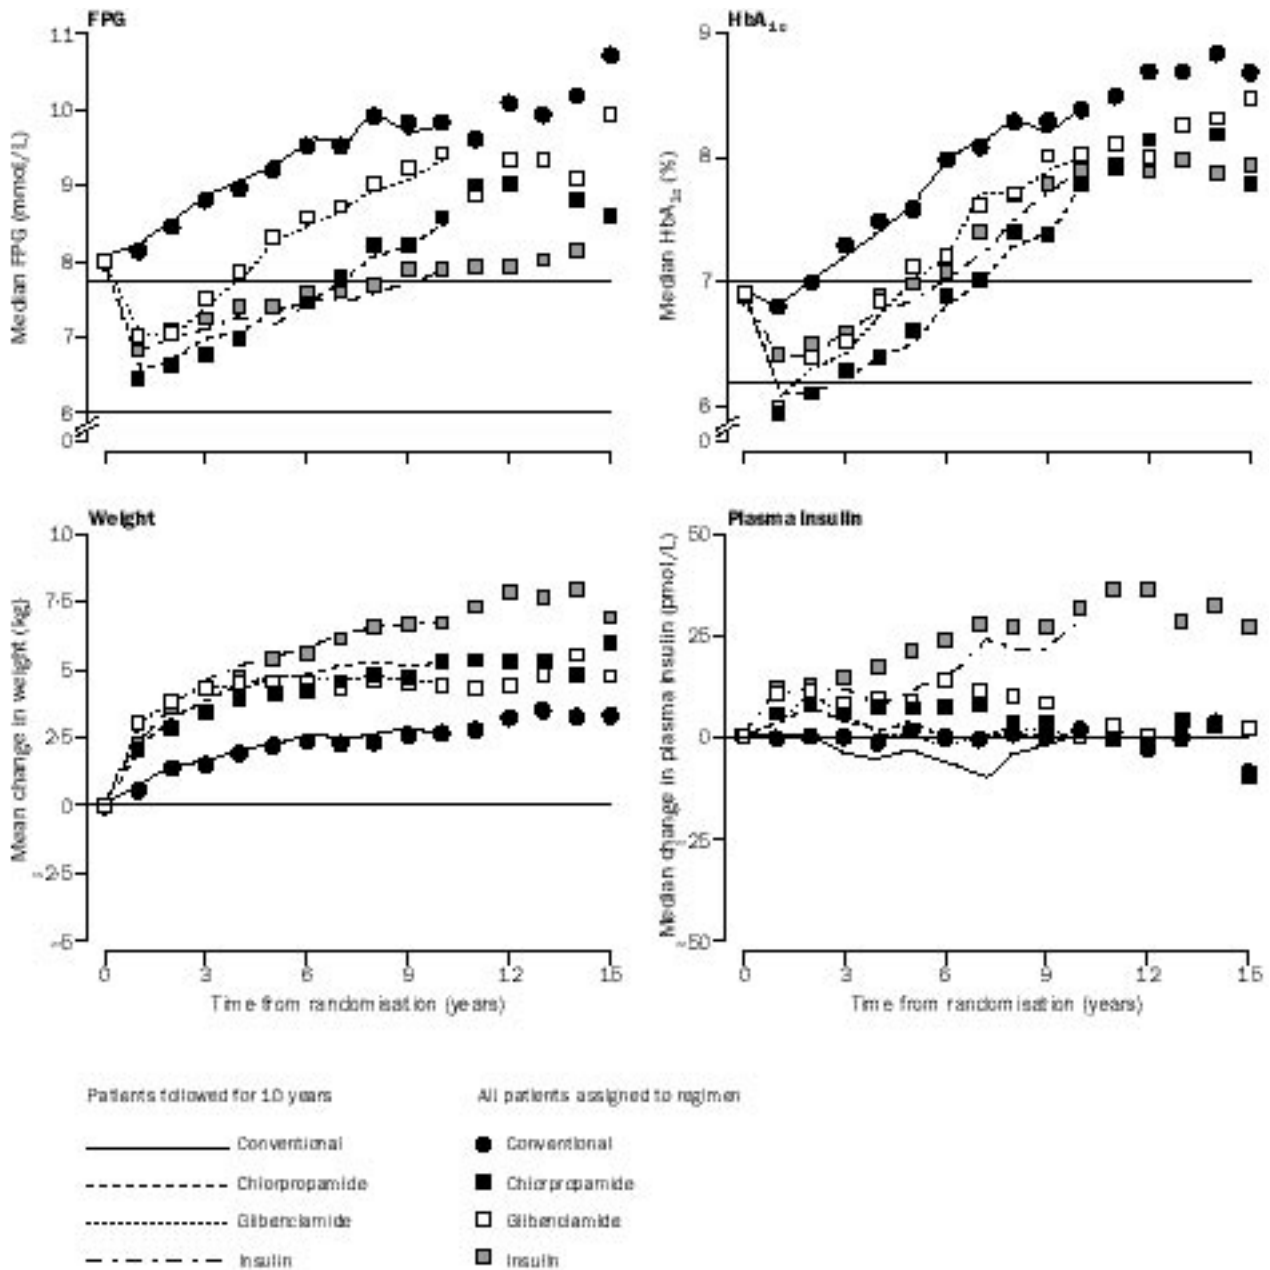 FPG
11
10
9
8
7
6
0
Median FPG (mmol/L)
HbA1c
9
8
7
6
0
Median HbA1c (%)
Weight
10
7·5
5
2·5
0
–2·5
–5
Mean change in weight (kg)
0 3 6 9 12 15
Time from randomisation (years)
Plasma insulin
50
25
0
–25
–50
Median change in plasma insulin (pmol/L)
0 3 6 9 12 15
Time from randomisation (years)
Patients followed for 10 years
Conventional
Chlorpropamide
Glibenclamide
Insulin
All patients assigned to regimen
Conventional
Chlorpropamide
Glibenclamide
Insulin